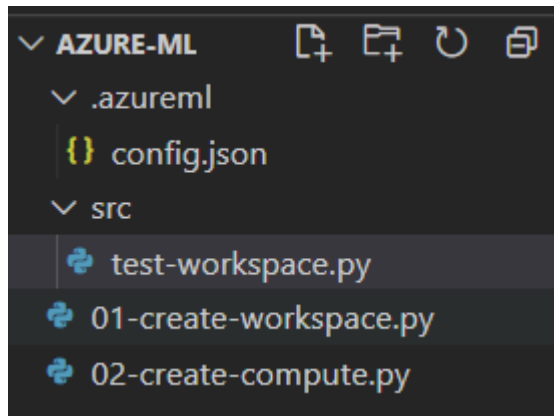 AZURE-ML
.azureml
{} config.json
src
test-workspace.py
01-create-workspace.py
02-create-compute.py